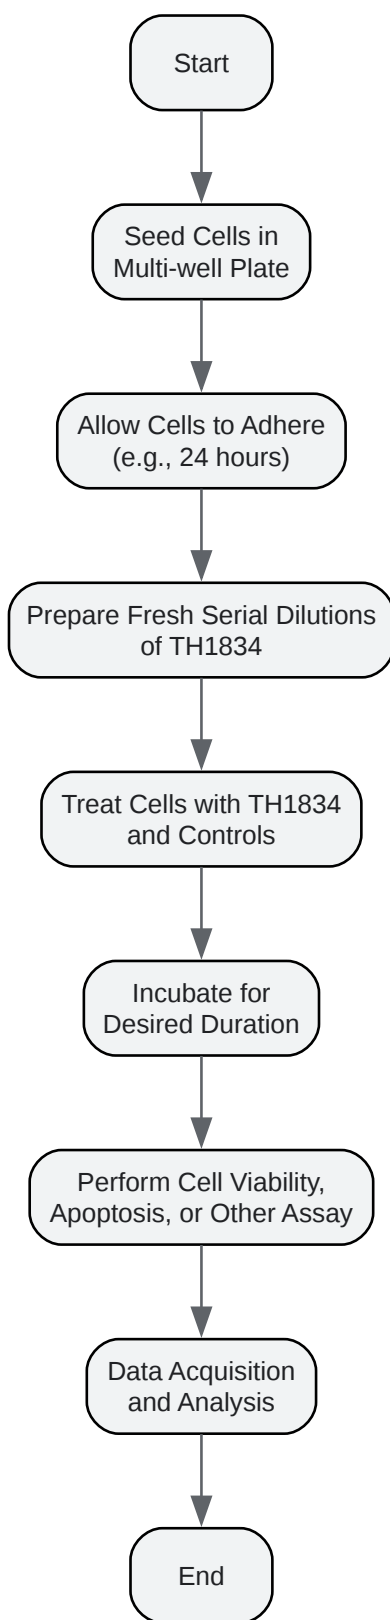 Start
Seed Cells in
Multi-well Plate
Allow Cells to Adhere
(e.g., 24 hours)
Prepare Fresh Serial Dilutions
of TH1834
Treat Cells with TH1834
and Controls
Incubate for
Desired Duration
Perform Cell Viability,
Apoptosis, or Other Assay
Data Acquisition
and Analysis
End